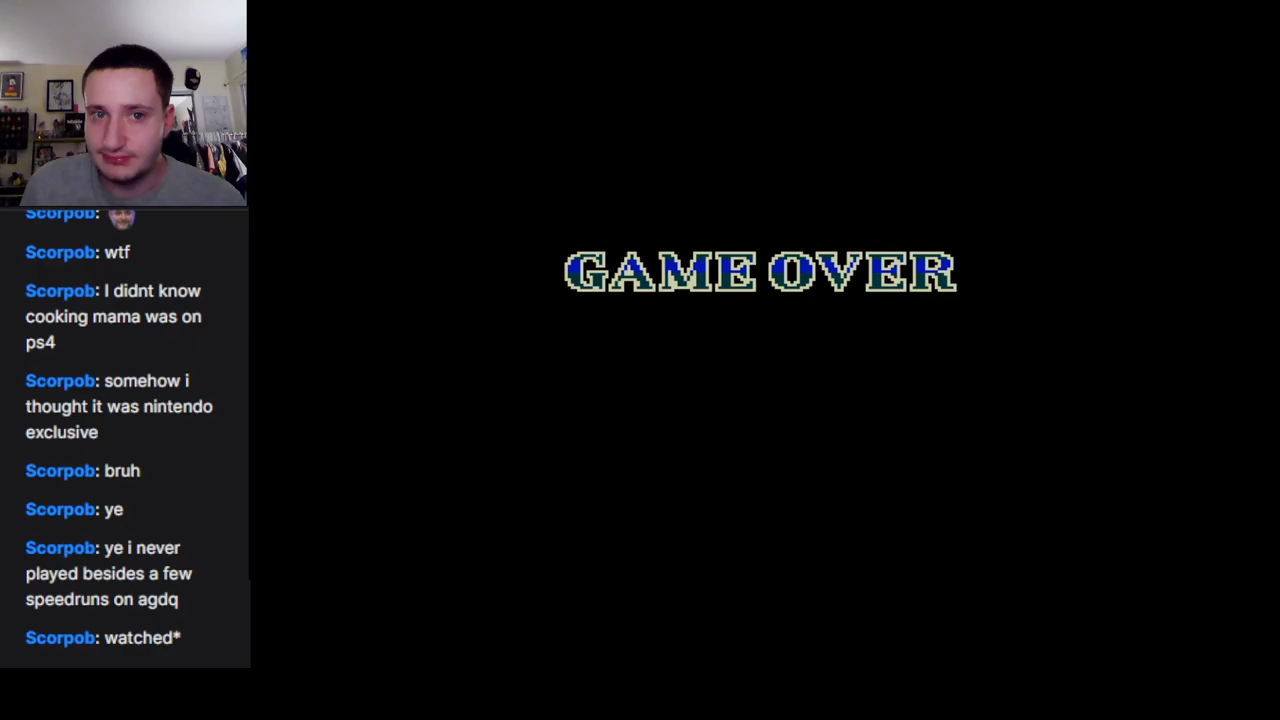 Scorpob:
Scorpob: wtf
Scorpob: I didnt know
cooking mama was on
ps4
Scorpob: somehow i
thought it was nintendo
exclusive
Scorpob: bruh
Scorpob: ye
Scorpob: ye i never
played besides a few
speedruns on agdq
Scorpob: watched*
GAME OVER